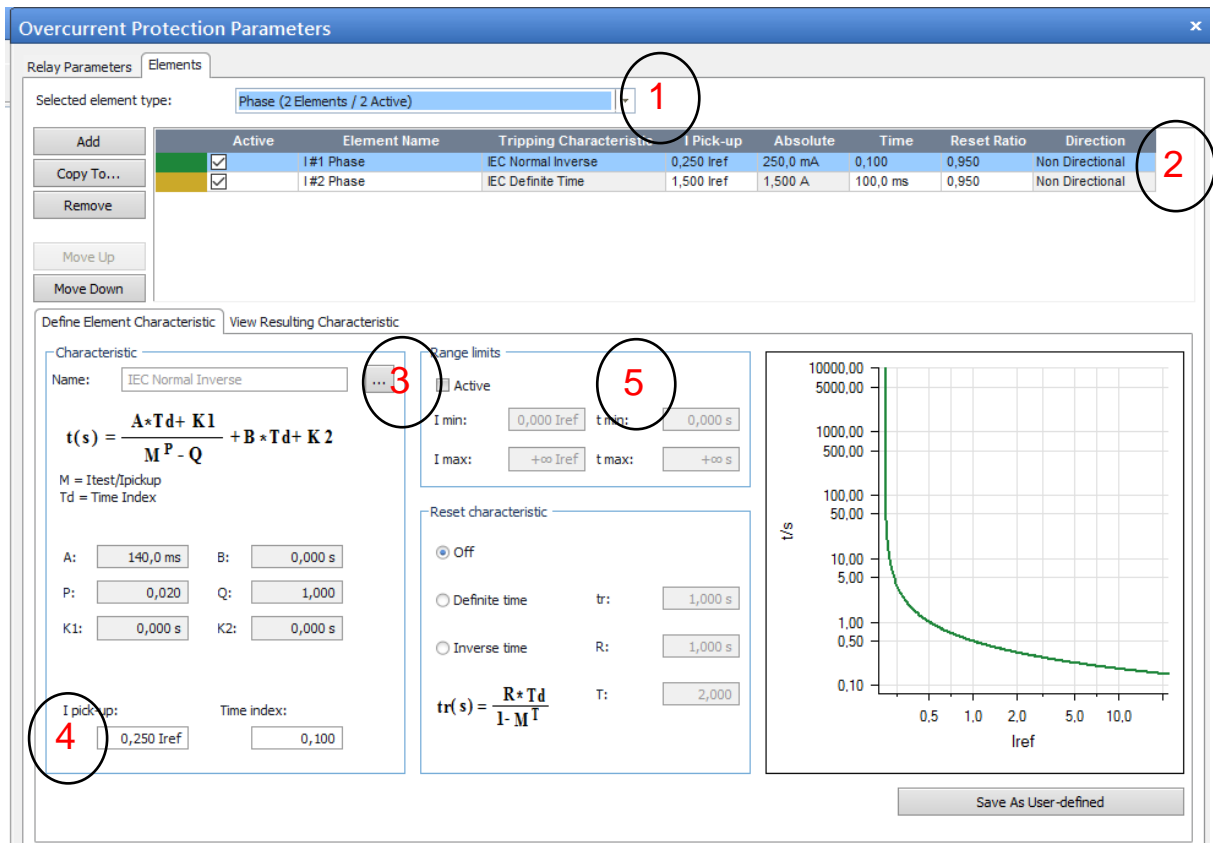 Overcurrent Protection Parameters ×
Relay Parameters Elements
Selected element type: Phase (2 Elements / 2 Active) 1
Add
Copy To...
Remove
Move Up
Move Down
Active Element Name Tripping Characteristic I Pick-up Absolute Time Reset Ratio Direction
I #1 Phase IEC Normal Inverse 0,250 Iref 250,0 mA 0,100 0,950 Non Directional
I #2 Phase IEC Definite Time 1,500 Iref 1,500 A 100,0 ms 0,950 Non Directional
2
Define Element Characteristic View Resulting Characteristic
Characteristic
Name: IEC Normal Inverse ... 3
t(s) = (A*Td+ K1) / (M^P - Q) + B *Td+ K 2
M = Itest/Ipickup
Td = Time Index
A: 140,0 ms B: 0,000 s
P: 0,020 Q: 1,000
K1: 0,000 s K2: 0,000 s
I pick-up: Time index:
4 0,250 Iref 0,100
Range limits
Active 5
I min: 0,000 Iref t min: 0,000 s
I max: +∞ Iref t max: +∞ s
Reset characteristic
Off
Definite time tr: 1,000 s
Inverse time R: 1,000 s
T: 2,000
tr(s) = (R*Td) / (1- M^T)
10000,00
5000,00
1000,00
500,00
100,00
50,00
10,00
5,00
1,00
0,50
0,10
t/s
0,5 1,0 2,0 5,0 10,0
Iref
Save As User-defined